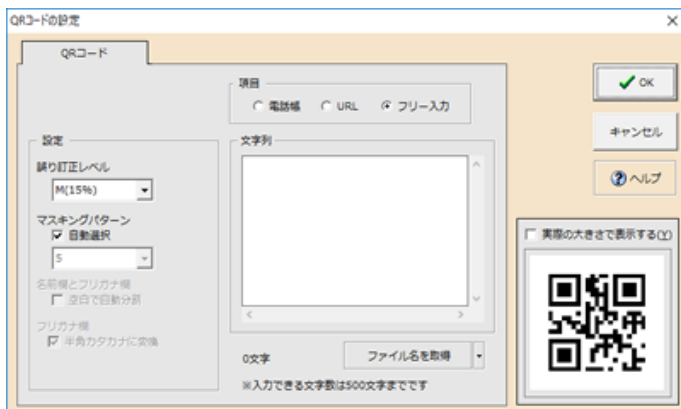 QRコードの設定
QRコード
項目
電話帳
URL
フリー入力
OK
キャンセル
ヘルプ
設定
誤り訂正レベル
M(15%)
マスキングパターン
自動選択
5
名前欄とフリガナ欄
空白で自動分割
フリガナ欄
半角カタカナに変換
文字列
0文字
ファイル名を取得
※入力できる文字数は500文字までです
実際の大きさで表示する(Y)